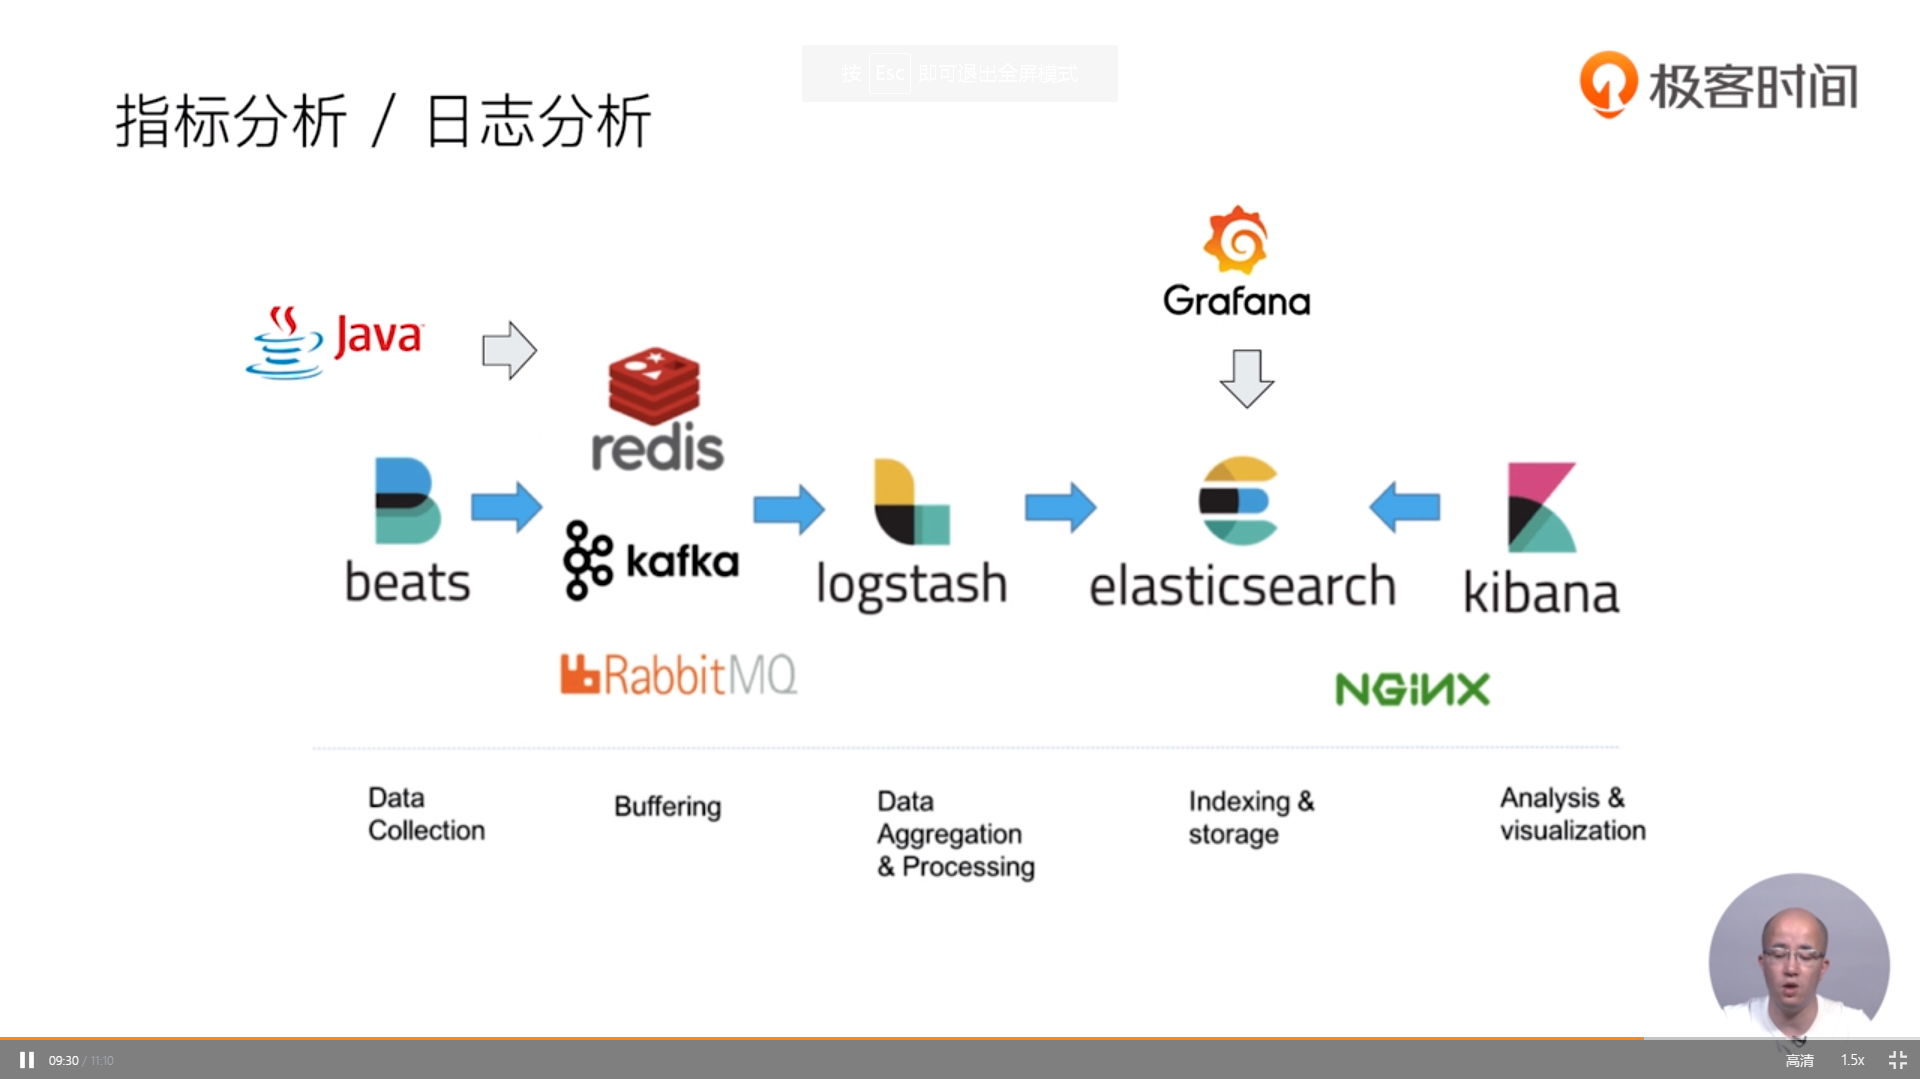 按 Esc 即可退出全屏模式
极客时间
指标分析 / 日志分析
Grafana
Java
redis
beats
kafka
logstash
elasticsearch
kibana
RabbitMQ
NGINX
Data
Collection
Buffering
Data
Aggregation
& Processing
Indexing &
storage
Analysis &
visualization
09:30 / 11:10
高清
1.5x